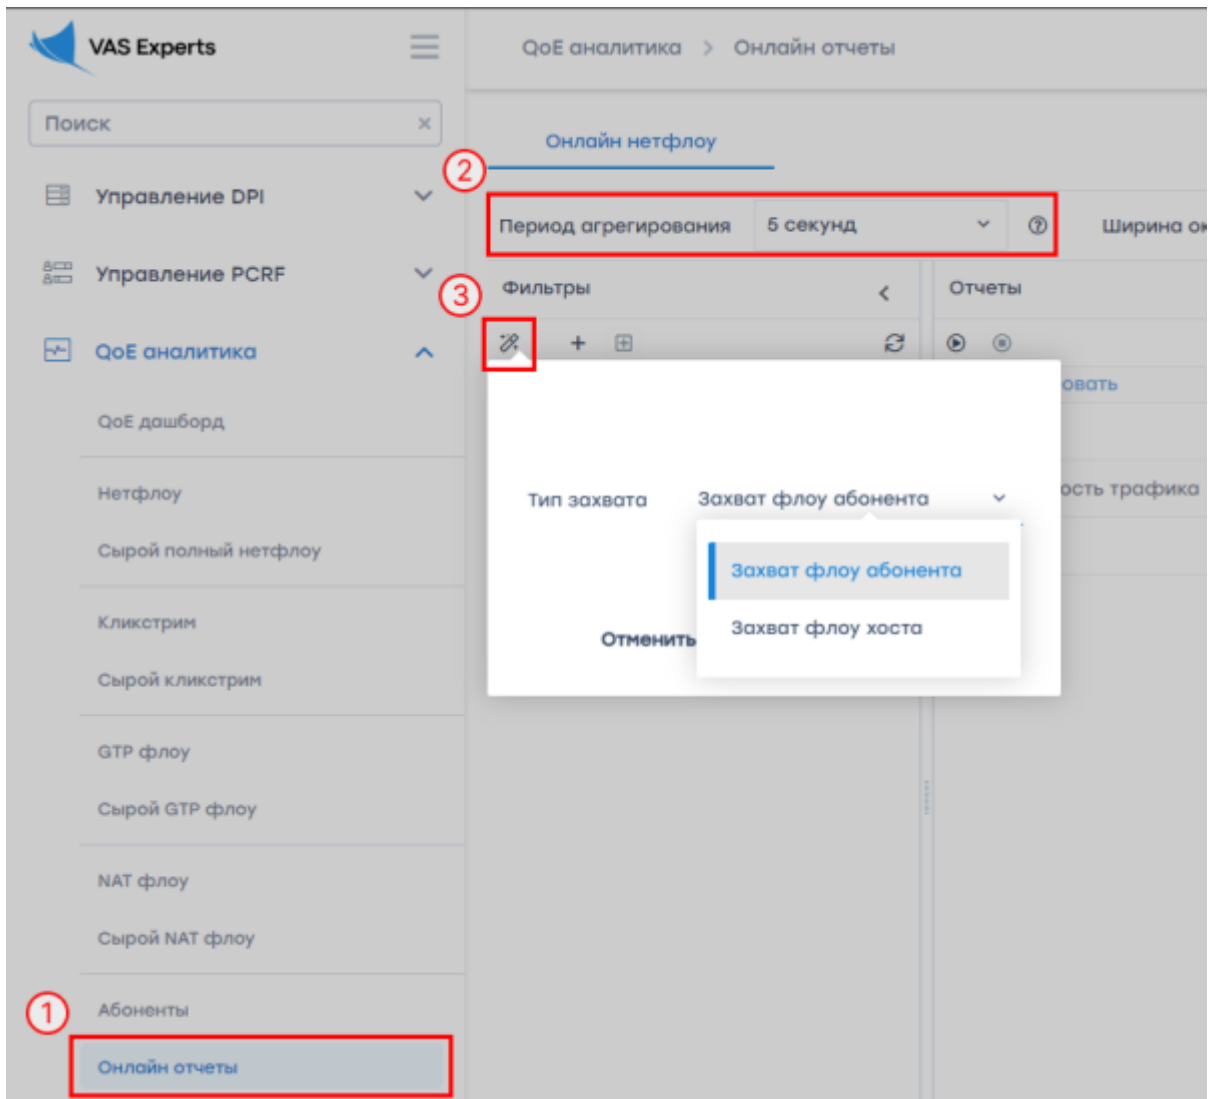 VAS Experts
QoE аналитика > Онлайн отчеты
Поиск
Онлайн нетфлоу
2
Управление DPI
Период агрегирования 5 секунд
Ширина
Управление PCRF
3
Фильтры
Отчеты
QoE аналитика
овать
QoE дашборд
Нетфлоу
Тип захвата Захват флоу абонента
ость трафика
Сырой полный нетфлоу
Захват флоу абонента
Кликстрим
Захват флоу хоста
Отменить
Сырой кликстрим
GTP флоу
Сырой GTP флоу
NAT флоу
Сырой NAT флоу
1
Абоненты
Онлайн отчеты